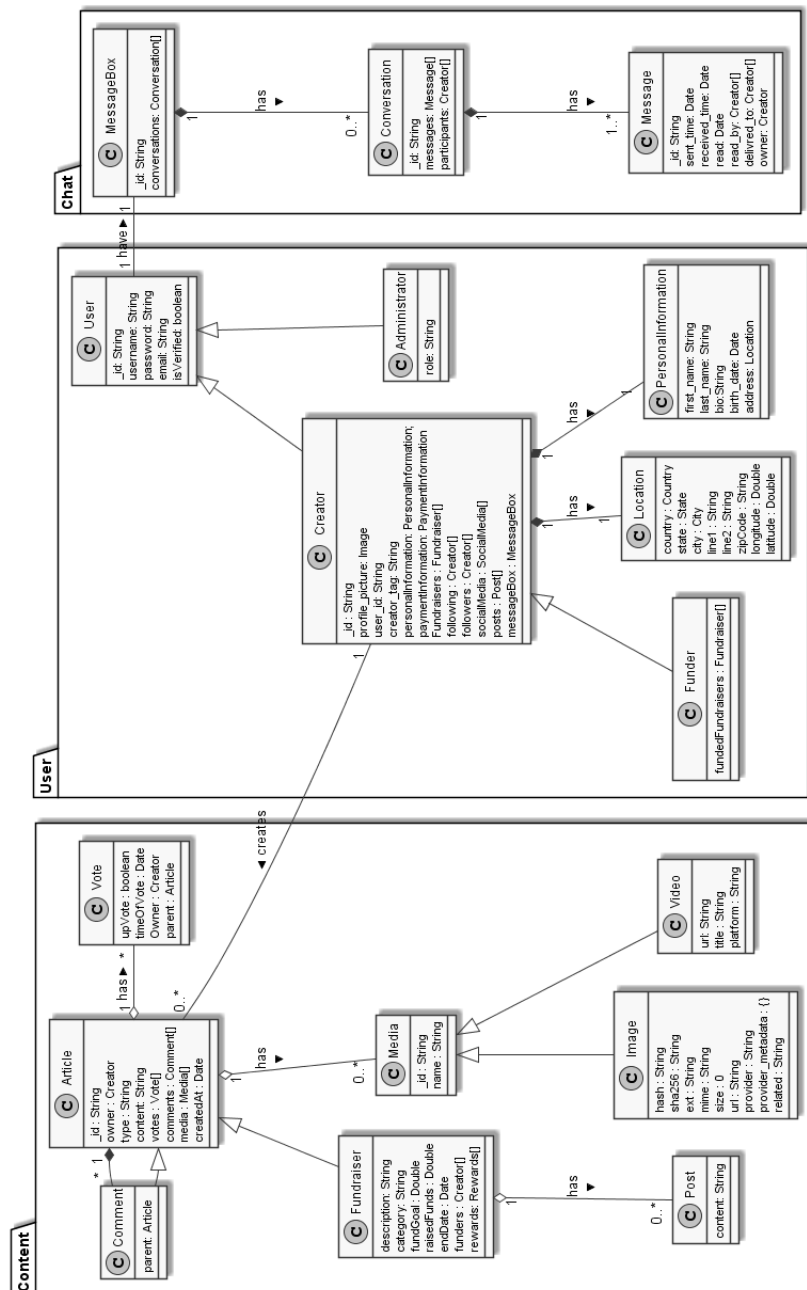 Content
C Article
_id : String
owner : Creator
type : String
content: String
votes : Vote[]
comments : Comment[]
media : Media[]
createdAt : Date
C Vote
upVote : boolean
timeOfVote : Date
Owner : Creator
parent : Article
1 has ▶ *
* 1
C Comment
parent: Article
0..*
◀ creates
1
1
has ▶
0..*
C Media
_id : String
name : String
C Fundraiser
description: String
category: String
fundGoal : Double
raisedFunds : Double
endDate : Date
funders : Creator[]
rewards: Rewards[]
1
has ▶
0..*
C Post
content: String
C Image
hash : String
sha256 : String
ext : String
mime : String
size : 0
url : String
provider : String
provider_metadata : {}
related : String
C Video
url: String
title : String
platform : String
User
C User
_id: String
username: String
password: String
email: String
isVerified: boolean
1 have ▶ 1
C Administrator
role: String
C Creator
_id : String
profile_picture: Image
user_id: String
creator_tag: String
personalInformation: PersonalInformation;
paymentInformation: PaymentInformation
Fundraisers : Fundraiser[]
following : Creator[]
followers : Creator[]
socialMedia : SocialMedia[]
posts : Post[]
messageBox : MessageBox
1
has ▶
1
1
has ▶
1
C Funder
fundedFundraisers : Fundraiser[]
C Location
country : Country
state : State
city : City
line1 : String
line2 : String
zipCode : String
longitude : Double
latitude : Double
C PersonalInformation
first_name: String
last_name: String
bio:String
birth_date: Date
address: Location
Chat
C MessageBox
_id: String
conversations: Conversation[]
1
has ▶
0..*
C Conversation
_id: String
messages: Message[]
participants: Creator[]
1
has ▶
1..*
C Message
_id: String
sent_time: Date
received_time: Date
read: Date
read_by: Creator[]
delivred_to: Creator[]
owner: Creator